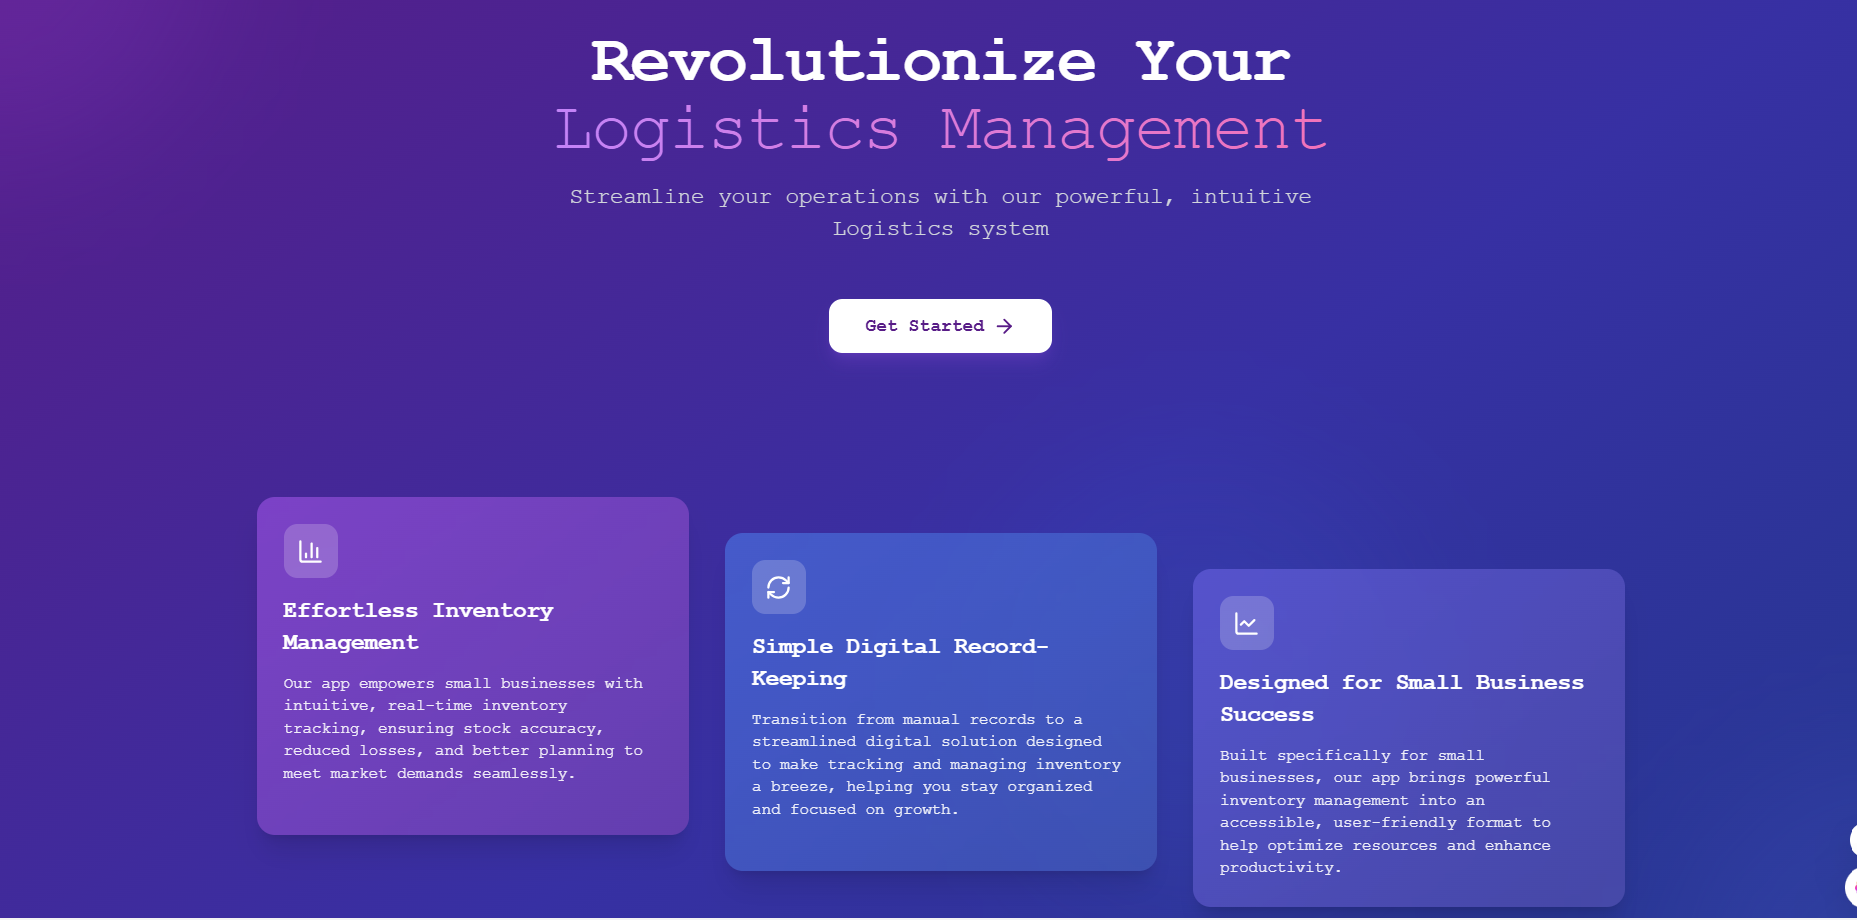 Revolutionize Your
Logistics Management
Streamline your operations with our powerful, intuitive
Logistics system
Get Started
Effortless Inventory
Management
Our app empowers small businesses with
intuitive, real-time inventory
tracking, ensuring stock accuracy,
reduced losses, and better planning to
meet market demands seamlessly.
Simple Digital Record-
Keeping
Transition from manual records to a
streamlined digital solution designed
to make tracking and managing inventory
a breeze, helping you stay organized
and focused on growth.
Designed for Small Business
Success
Built specifically for small
businesses, our app brings powerful
inventory management into an
accessible, user-friendly format to
help optimize resources and enhance
productivity.